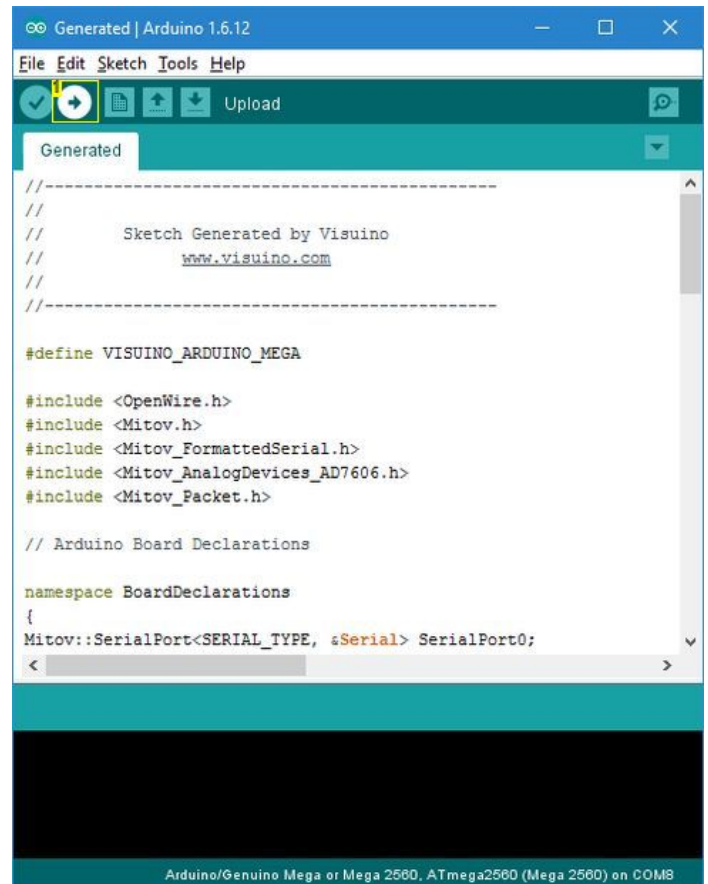 Generated | Arduino 1.6.12
File Edit Sketch Tools Help
1
Upload
Generated
//----------------------------------------------
//
//       Sketch Generated by Visuino
//             www.visuino.com
//
//----------------------------------------------
#define VISUINO_ARDUINO_MEGA
#include <OpenWire.h>
#include <Mitov.h>
#include <Mitov_FormattedSerial.h>
#include <Mitov_AnalogDevices_AD7606.h>
#include <Mitov_Packet.h>
// Arduino Board Declarations
namespace BoardDeclarations
{
Mitov::SerialPort<SERIAL_TYPE, &Serial> SerialPort0;
Arduino/Genuino Mega or Mega 2560, ATmega2560 (Mega 2560) on COM8